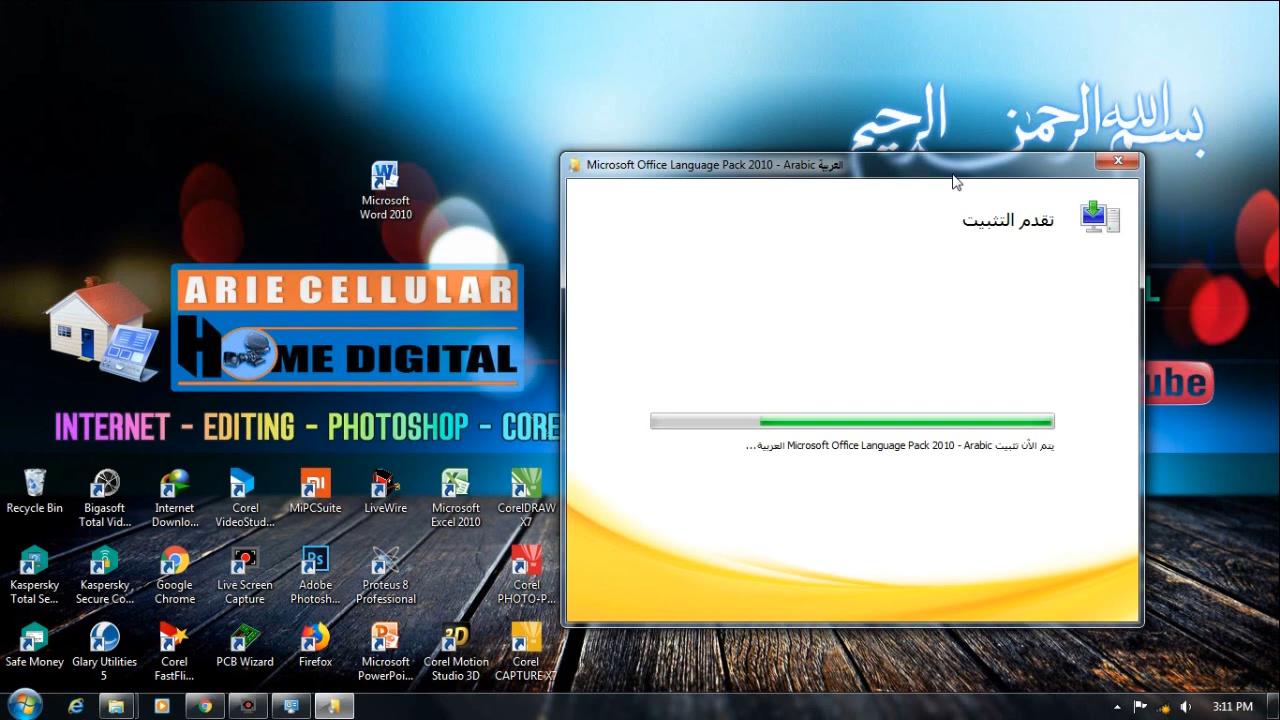 بسم الله الرحمن الرحيم
Microsoft Office Language Pack 2010 - Arabic العربية
تقدم التثبيت
يتم الآن تثبيت Microsoft Office Language Pack 2010 - Arabic العربية...
Microsoft
Word 2010
ARIE CELLULAR
HOME DIGITAL
INTERNET - EDITING - PHOTOSHOP - CORE
L
ube
Recycle Bin
Bigasoft
Total Vid...
Internet
Downlo...
Corel
VideoStud...
MiPCSuite
LiveWire
Microsoft
Excel 2010
CorelDRAW
X7
Kaspersky
Total Se...
Kaspersky
Secure Co...
Google
Chrome
Live Screen
Capture
Adobe
Photosh...
Proteus 8
Professional
Corel
PHOTO-P...
Safe Money
Glary Utilities
5
Corel
FastFli...
PCB Wizard
Firefox
Microsoft
PowerPoi...
Corel Motion
Studio 3D
Corel
CAPTURE X7
3:11 PM